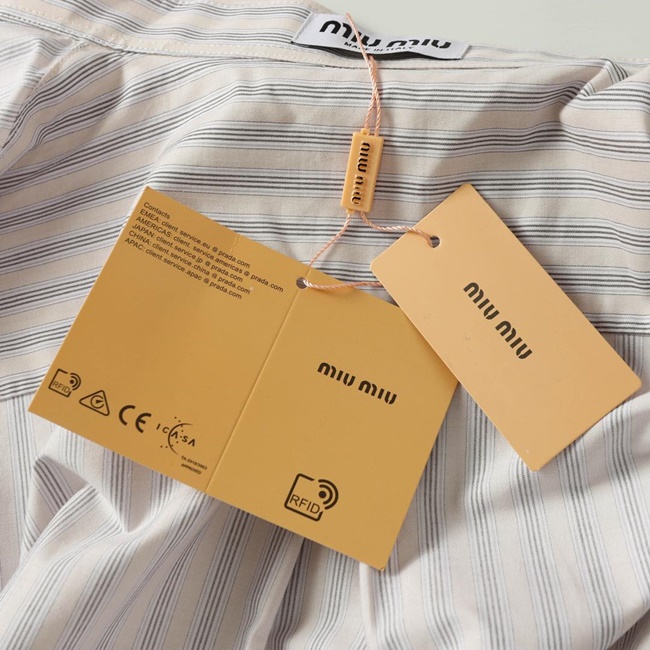 MIU MIU
MADE IN ITALY
MIU MIU
Contacts
EMEA: client.service.eu @ prada.com
AMERICAS: client. service.americas @ prada.com
JAPAN: client.service.jp @ prada.com
CHINA: client.service.china @ prada.com
APAC: client.service.apac @ prada.com
RFID
CE
ICASA
APPROVED
MIU MIU
RFID
MIU MIU